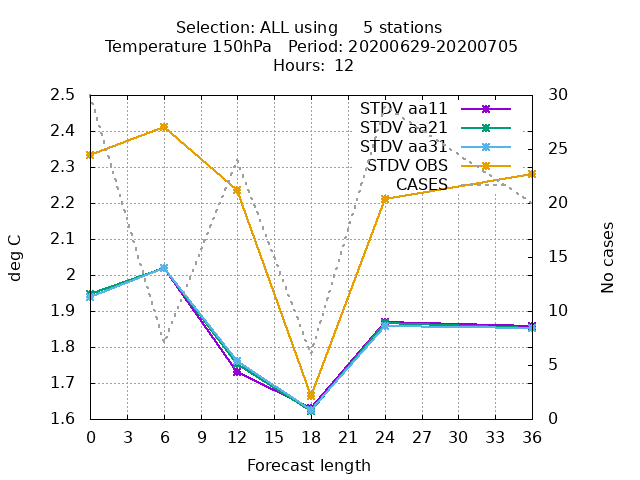 Selection: ALL using     5 stations
Temperature 150hPa   Period: 20200629-20200705
Hours:  12
2.5
2.4
2.3
2.2
2.1
2
1.9
1.8
1.7
1.6
deg C
STDV aa11
STDV aa21
STDV aa31
STDV OBS
CASES
30
25
20
15
10
5
0
No cases
0 3 6 9 12 15 18 21 24 27 30 33 36
Forecast length